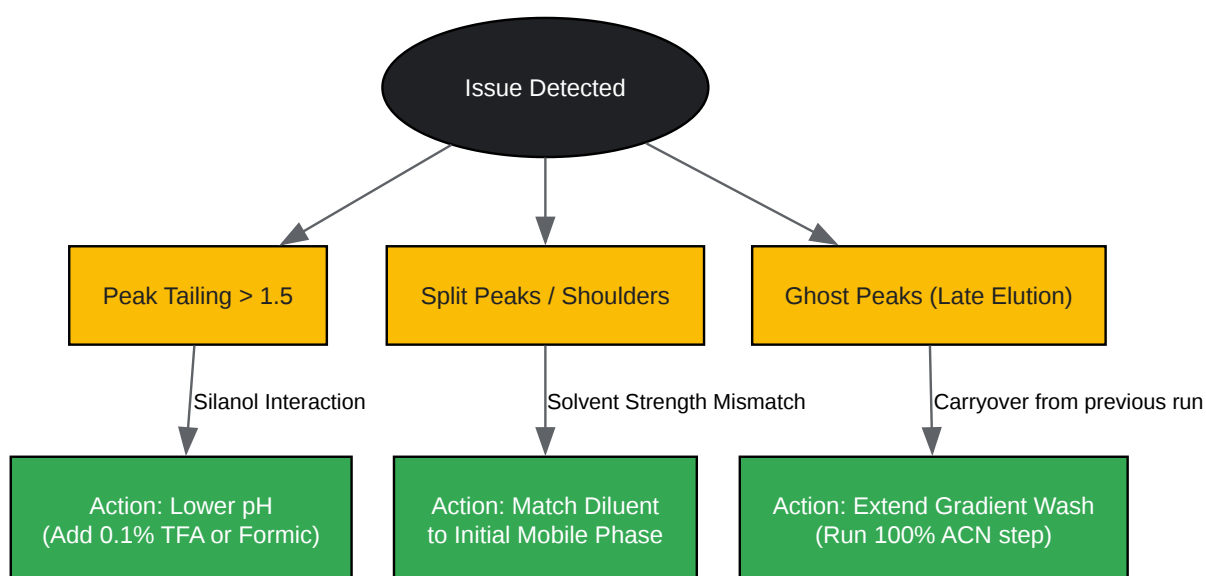 Issue Detected
Peak Tailing > 1.5
Split Peaks / Shoulders
Ghost Peaks (Late Elution)
Silanol Interaction
Solvent Strength Mismatch
Carryover from previous run
Action: Lower pH
(Add 0.1% TFA or Formic)
Action: Match Diluent
to Initial Mobile Phase
Action: Extend Gradient Wash
(Run 100% ACN step)